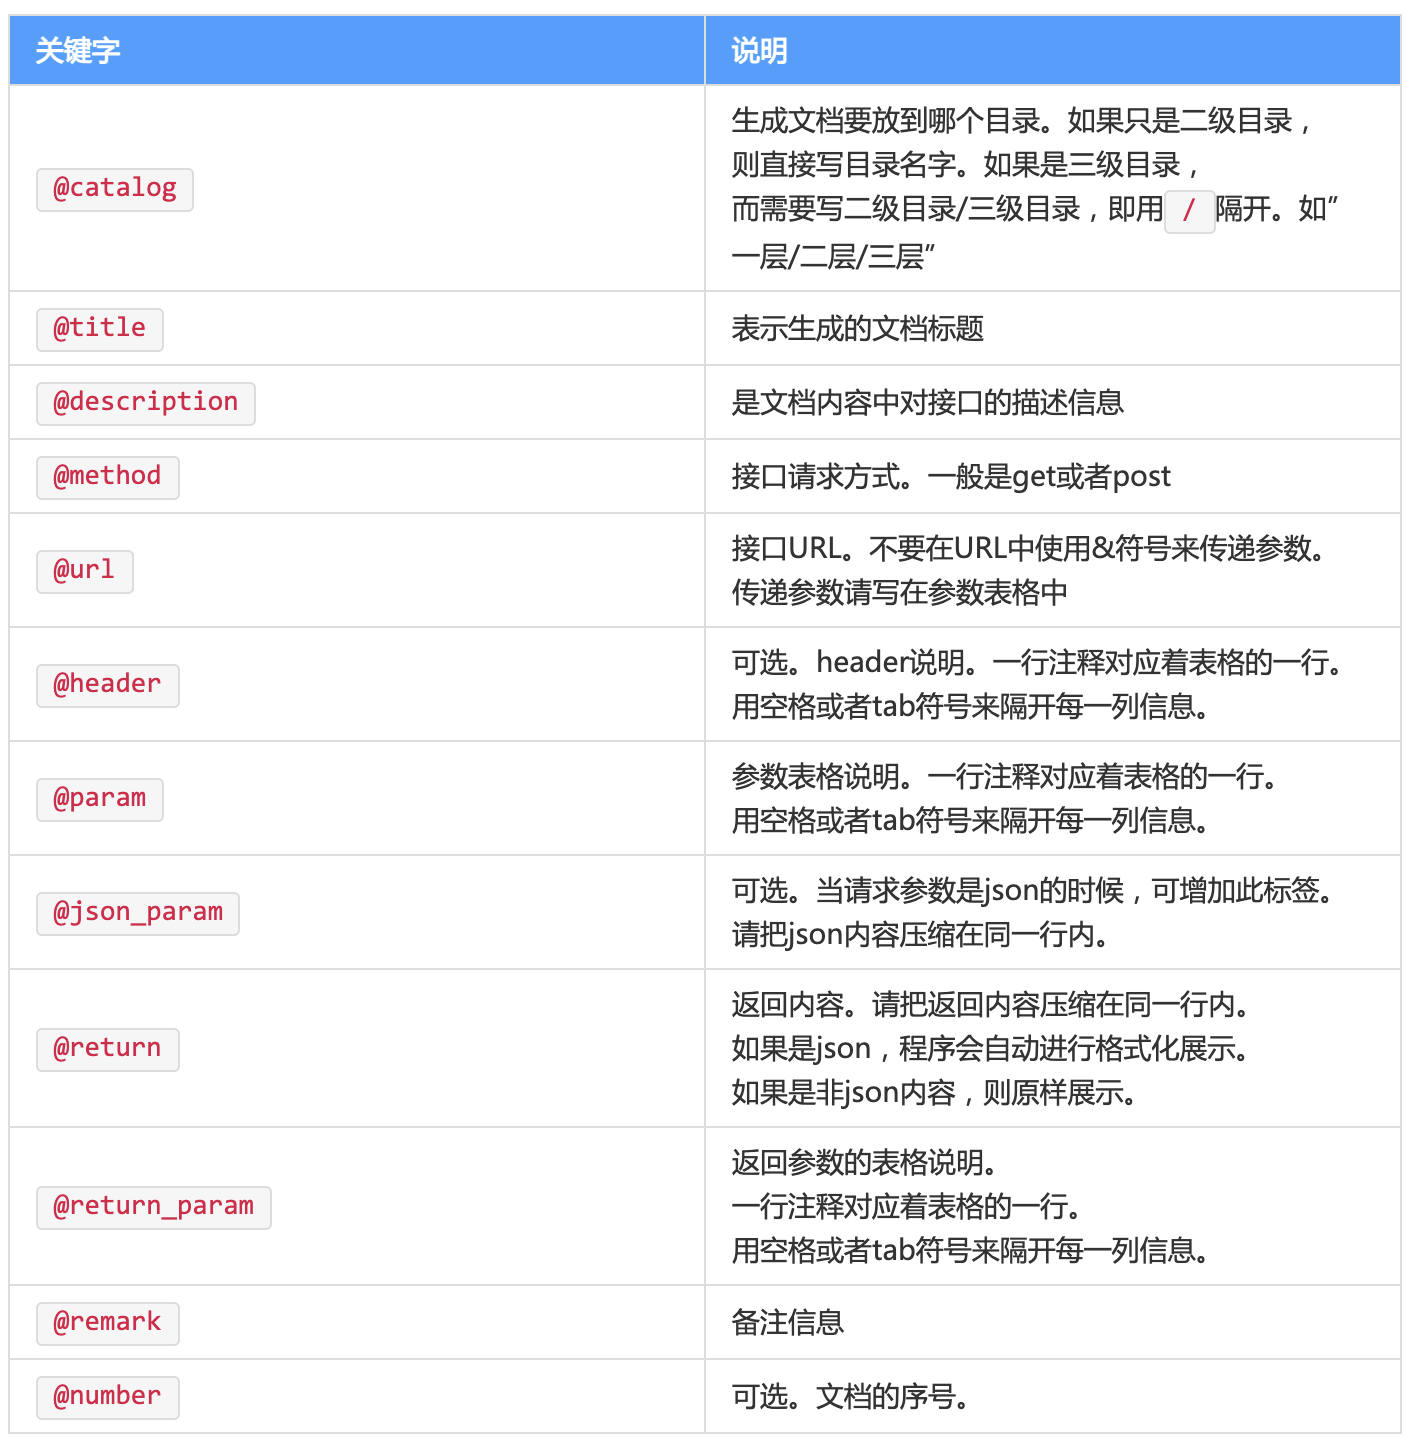 关键字 说明
@catalog
生成文档要放到哪个目录。如果只是二级目录，
则直接写目录名字。如果是三级目录，
而需要写二级目录/三级目录，即用 / 隔开。如”
一层/二层/三层”
@title 表示生成的文档标题
@description 是文档内容中对接口的描述信息
@method 接口请求方式。一般是get或者post
@url
接口URL。不要在URL中使用&符号来传递参数。
传递参数请写在参数表格中
@header
可选。header说明。一行注释对应着表格的一行。
用空格或者tab符号来隔开每一列信息。
@param
参数表格说明。一行注释对应着表格的一行。
用空格或者tab符号来隔开每一列信息。
@json_param
可选。当请求参数是json的时候，可增加此标签。
请把json内容压缩在同一行内。
@return
返回内容。请把返回内容压缩在同一行内。
如果是json，程序会自动进行格式化展示。
如果是非json内容，则原样展示。
@return_param
返回参数的表格说明。
一行注释对应着表格的一行。
用空格或者tab符号来隔开每一列信息。
@remark 备注信息
@number 可选。文档的序号。